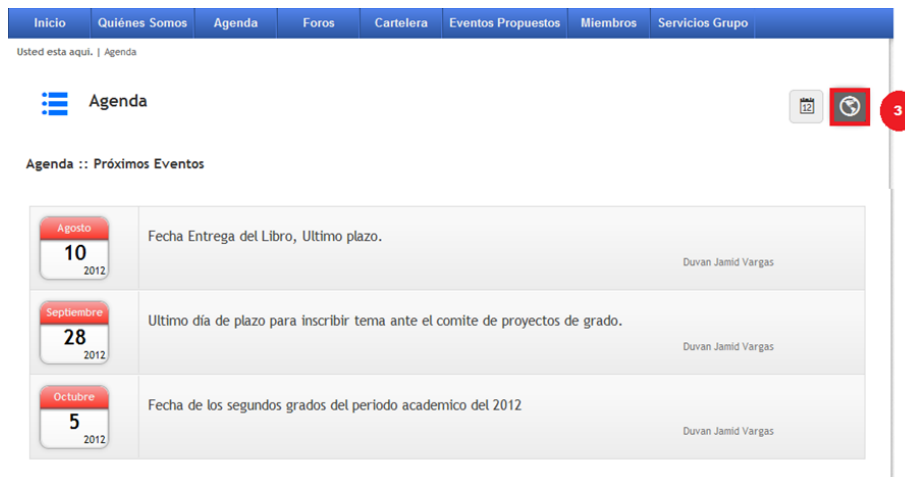 Inicio Quiénes Somos Agenda Foros Cartelera Eventos Propuestos Miembros Servicios Grupo
Usted esta aqui. | Agenda
Agenda
12
3
Agenda :: Próximos Eventos
Agosto
10
2012
Fecha Entrega del Libro, Ultimo plazo.
Duvan Jamid Vargas
Septiembre
28
2012
Ultimo día de plazo para inscribir tema ante el comite de proyectos de grado.
Duvan Jamid Vargas
Octubre
5
2012
Fecha de los segundos grados del periodo academico del 2012
Duvan Jamid Vargas